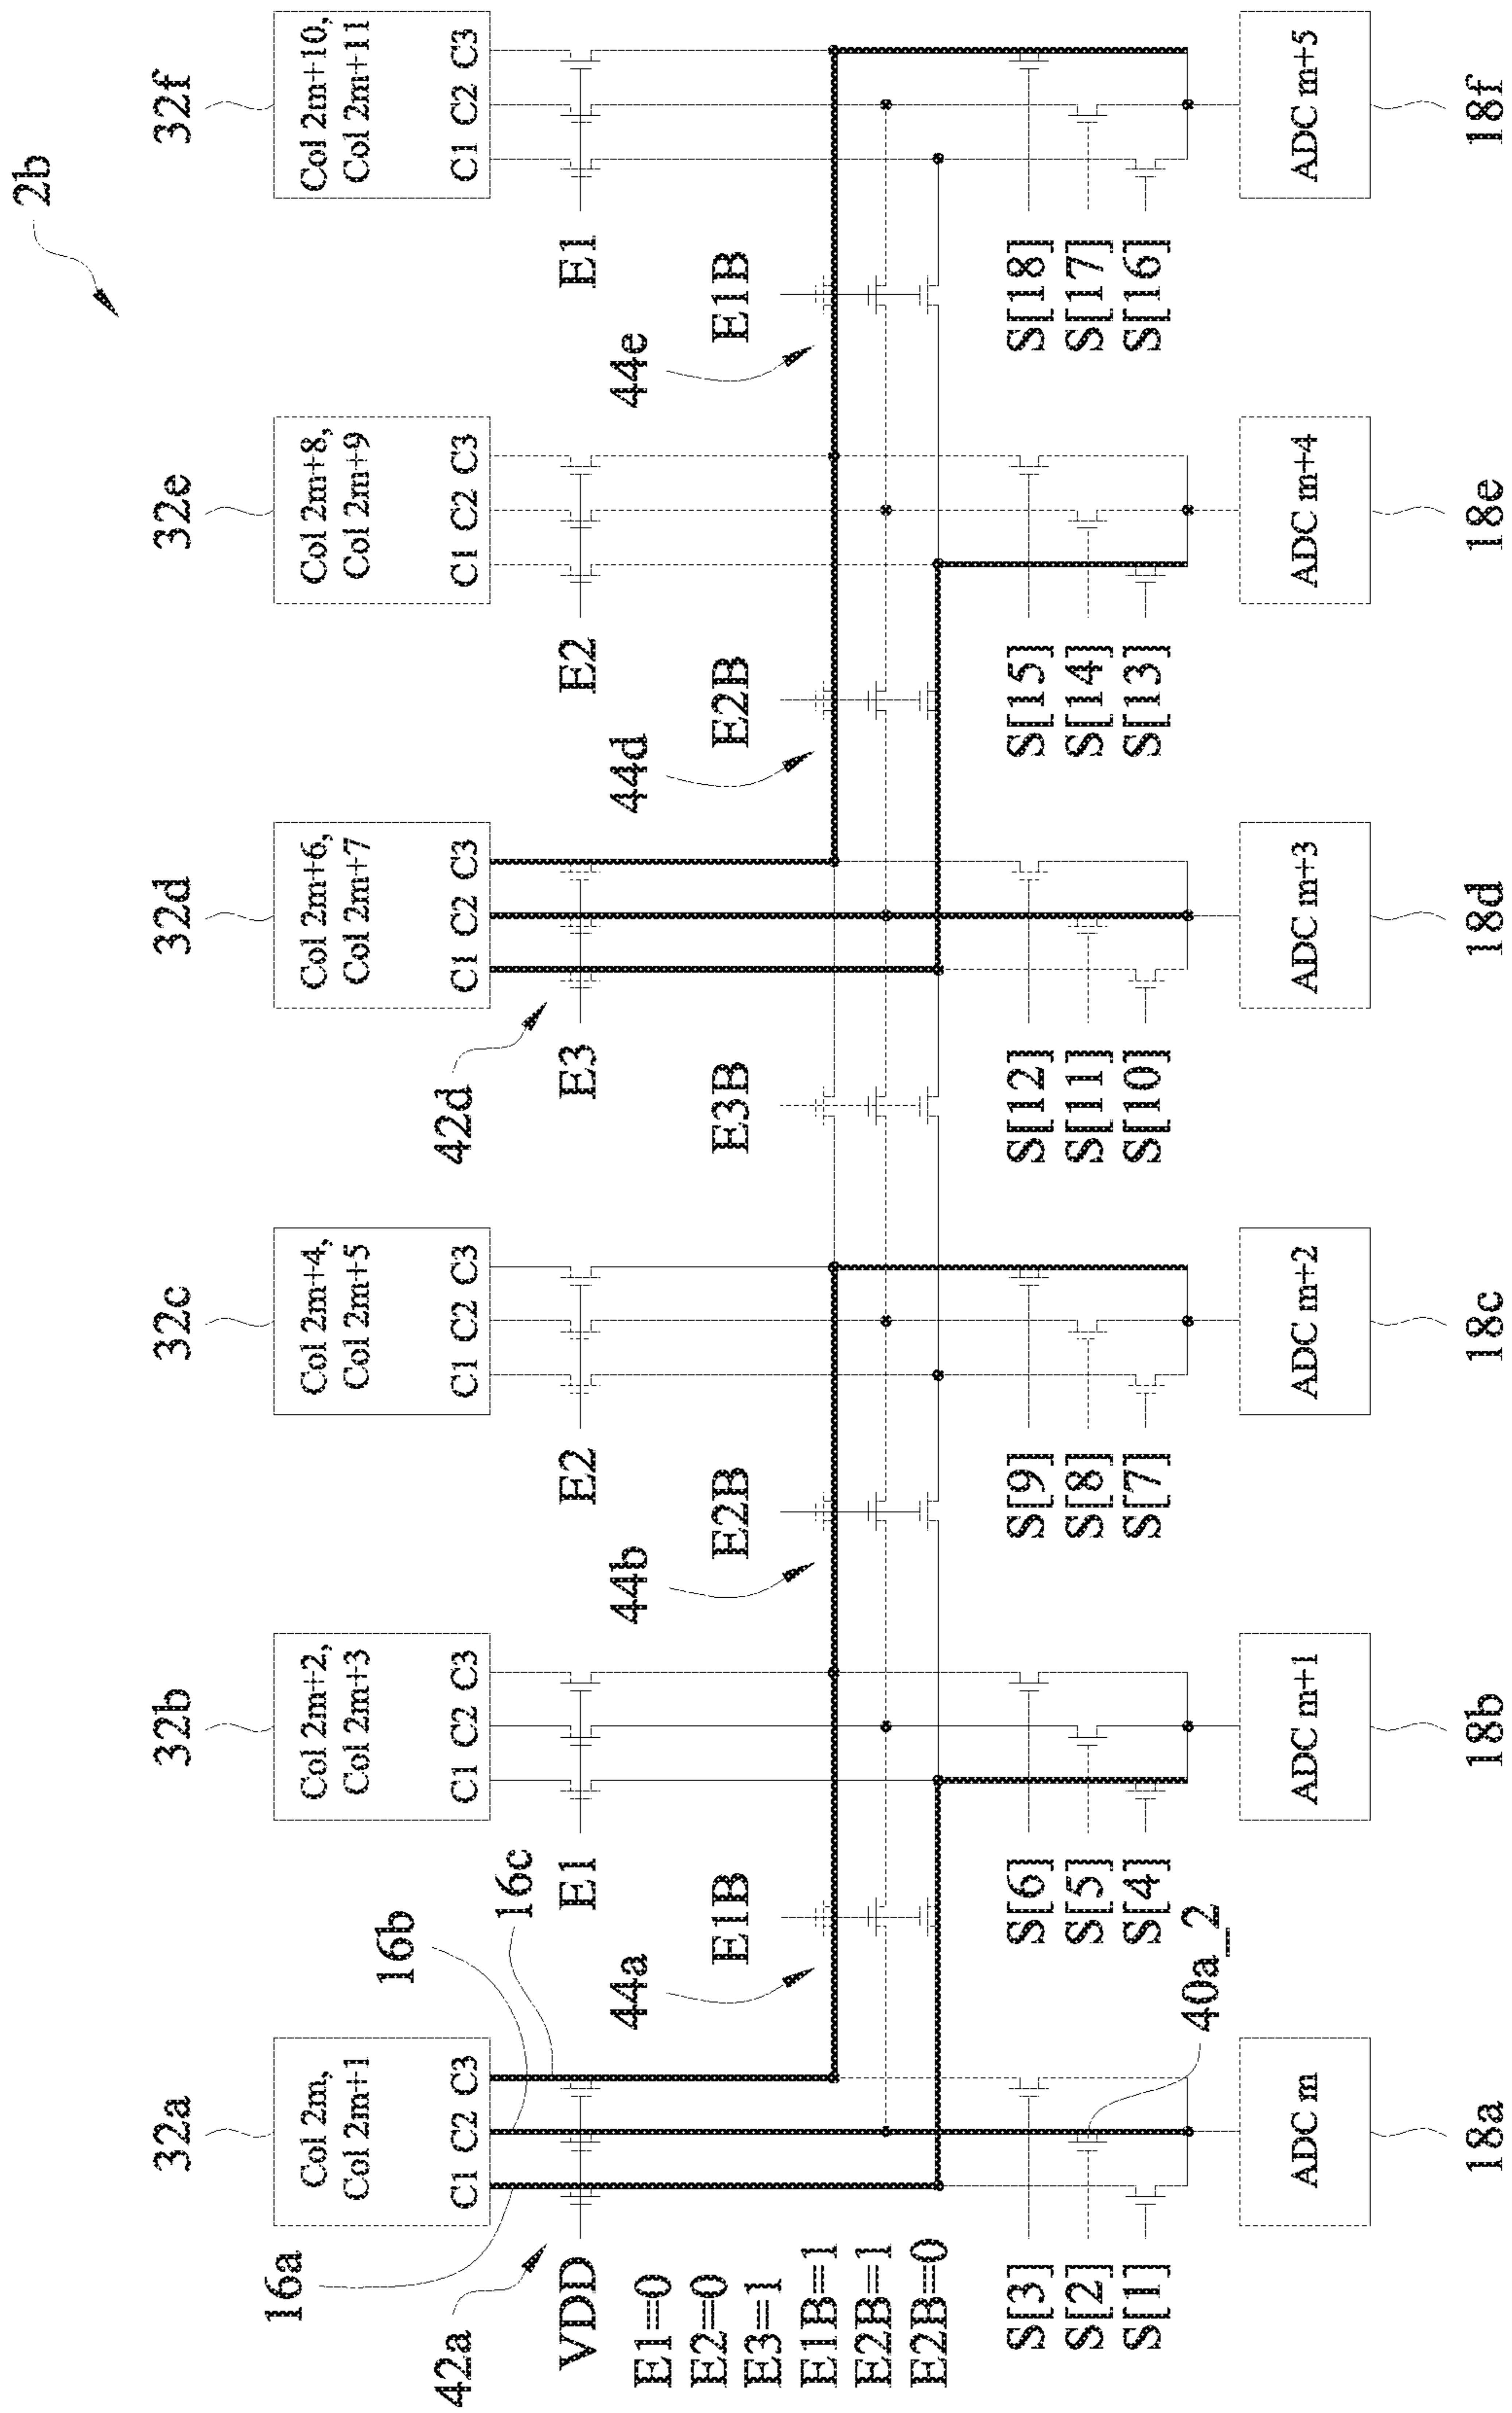 2b
32a
32b
32c
32d
32e
32f
Col 2m,
Col 2m+1
C1 C2 C3
Col 2m+2,
Col 2m+3
C1 C2 C3
Col 2m+4,
Col 2m+5
C1 C2 C3
Col 2m+6,
Col 2m+7
C1 C2 C3
Col 2m+8,
Col 2m+9
C1 C2 C3
Col 2m+10,
Col 2m+11
C1 C2 C3
16a
16b
16c
42a
42d
VDD
E1
E2
E3
E2
E1
E1=0
E2=0
E3=1
E1B=1
E2B=1
E2B=0
44a
44b
44d
44e
E1B
E2B
E3B
E2B
E1B
S[3]
S[2]
S[1]
40a_2
S[6]
S[5]
S[4]
S[9]
S[8]
S[7]
S[12]
S[11]
S[10]
S[15]
S[14]
S[13]
S[18]
S[17]
S[16]
ADC m
ADC m+1
ADC m+2
ADC m+3
ADC m+4
ADC m+5
18a
18b
18c
18d
18e
18f